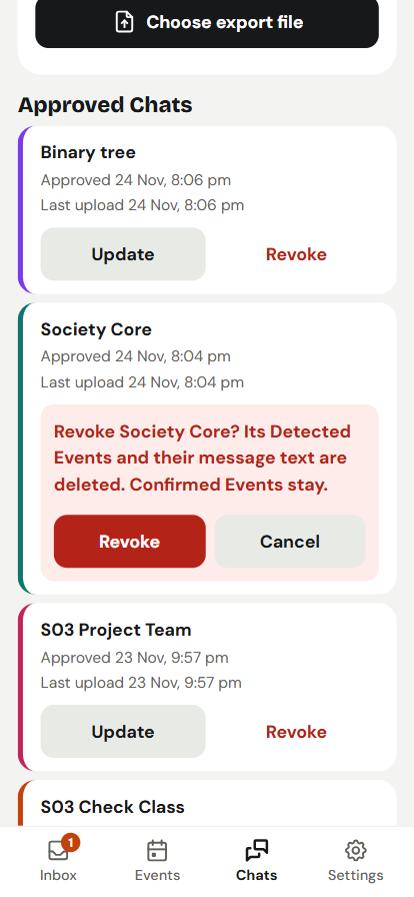 Choose export file
Approved Chats
Binary tree
Approved 24 Nov, 8:06 pm
Last upload 24 Nov, 8:06 pm
Update
Revoke
Society Core
Approved 24 Nov, 8:04 pm
Last upload 24 Nov, 8:04 pm
Revoke Society Core? Its Detected
Events and their message text are
deleted. Confirmed Events stay.
Revoke
Cancel
S03 Project Team
Approved 23 Nov, 9:57 pm
Last upload 23 Nov, 9:57 pm
Update
Revoke
S03 Check Class
1
Inbox
Events
Chats
Settings